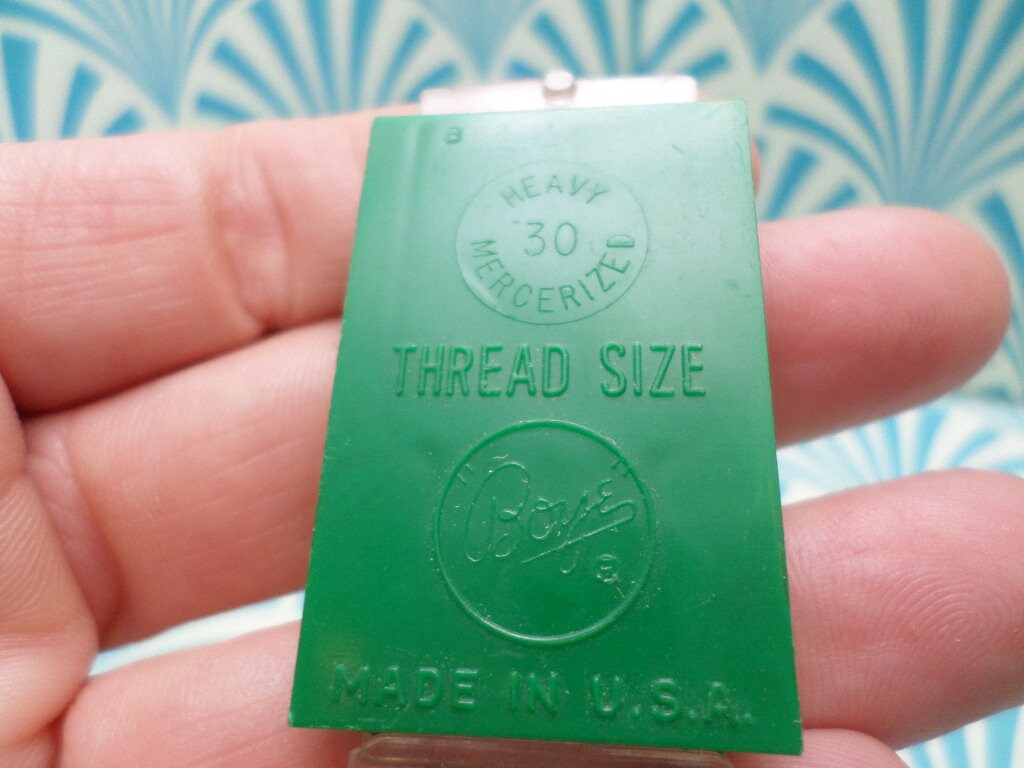 B
HEAVY
30
MERCERIZED
THREAD SIZE
Boye
®
MADE IN U.S.A.